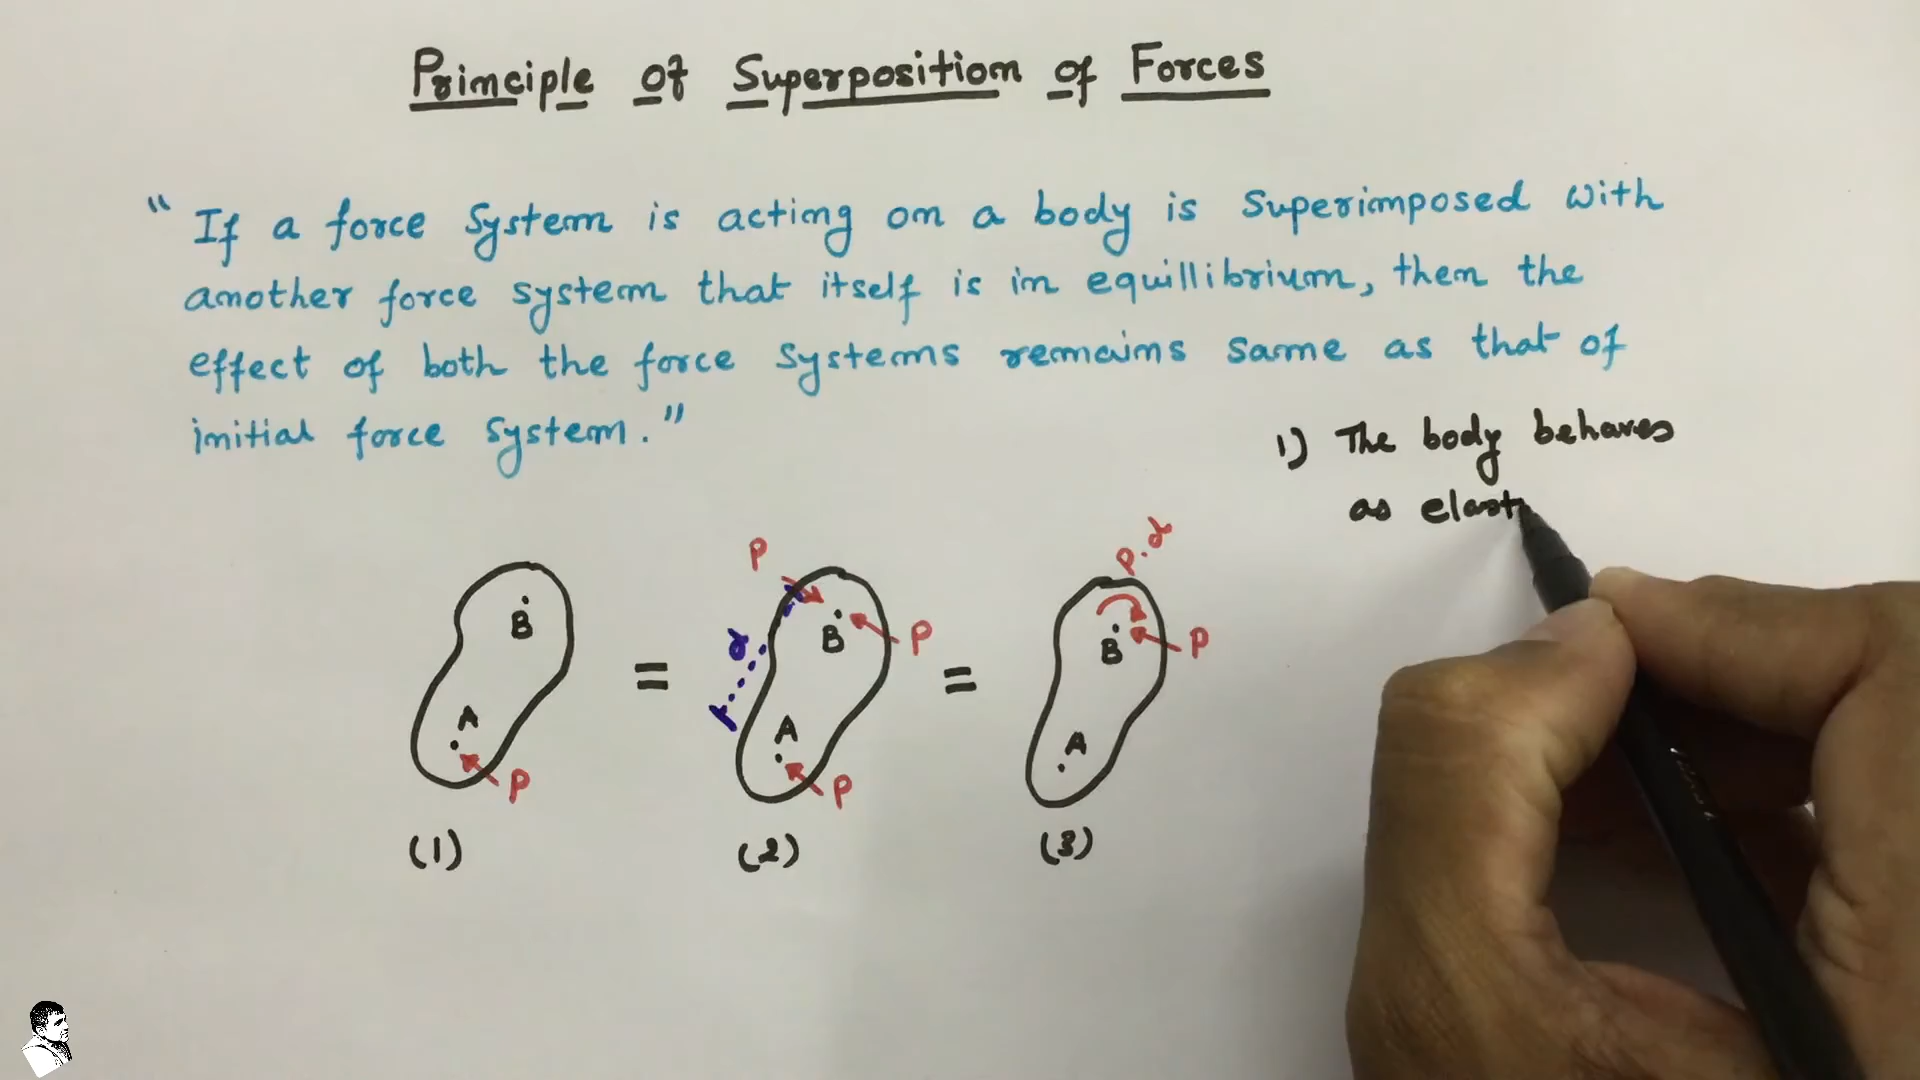 Principle of Superposition of Forces
“ If a force system is acting on a body is superimposed with
another force system that itself is in equillibrium, then the
effect of both the force systems remains same as that of
initial force system.”
1) The body behaves
as elast
P
P.d
B
d
B
P
B
P
=
=
A
A
A
P
P
(1)
(2)
(3)